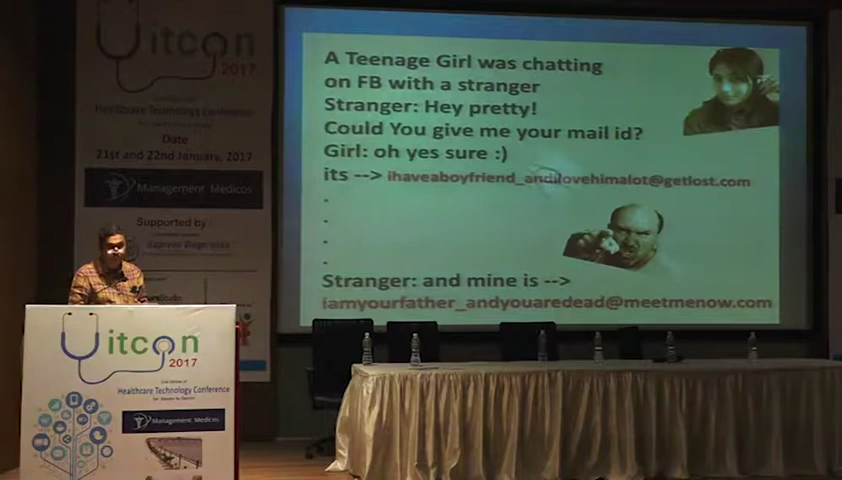 itcon
2017
Healthcare Technology Conference
Date
21st and 22nd January, 2017
Management Medicos
Supported by
A Teenage Girl was chatting
on FB with a stranger
Stranger: Hey pretty!
Could You give me your mail id?
Girl: oh yes sure :)
its --> ihaveaboyfriend_andilovehimalot@getlost.com
.
.
.
.
Stranger: and mine is -->
iamyourfather_andyouaredead@meetmenow.com
itcon
2017
Healthcare Technology Conference
Management Medicos